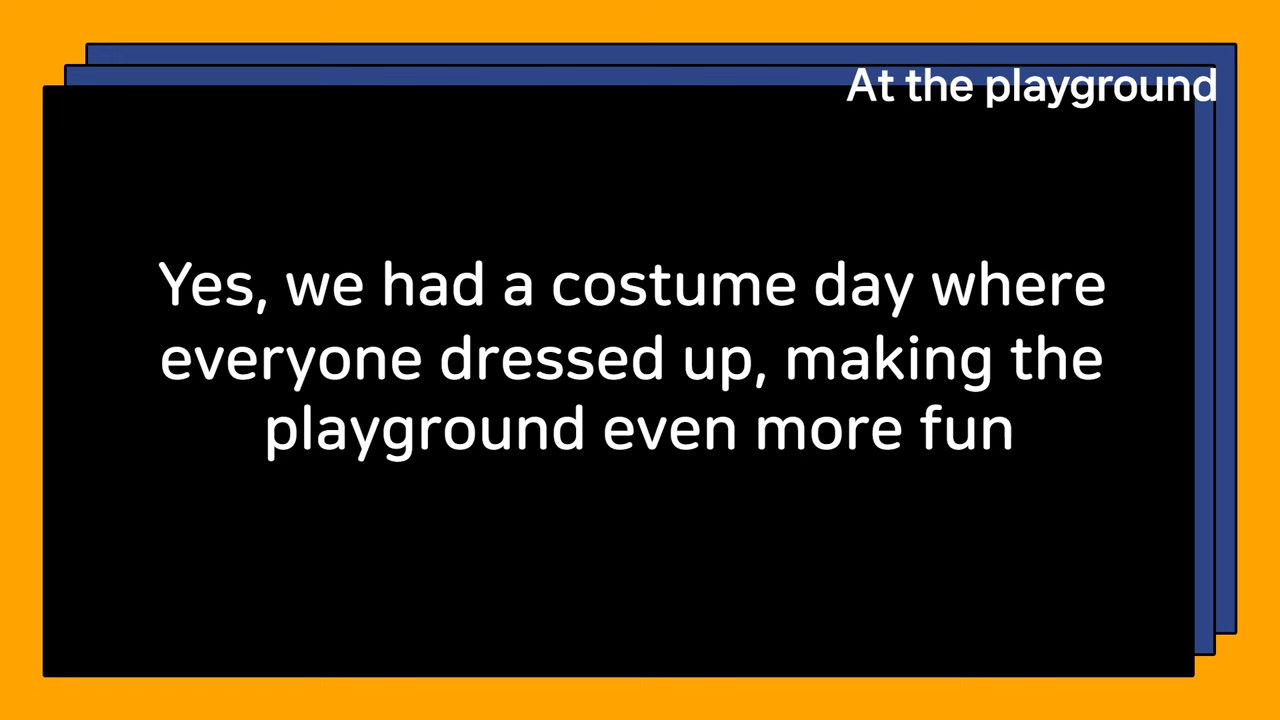 At the playground
Yes, we had a costume day where
everyone dressed up, making the
playground even more fun